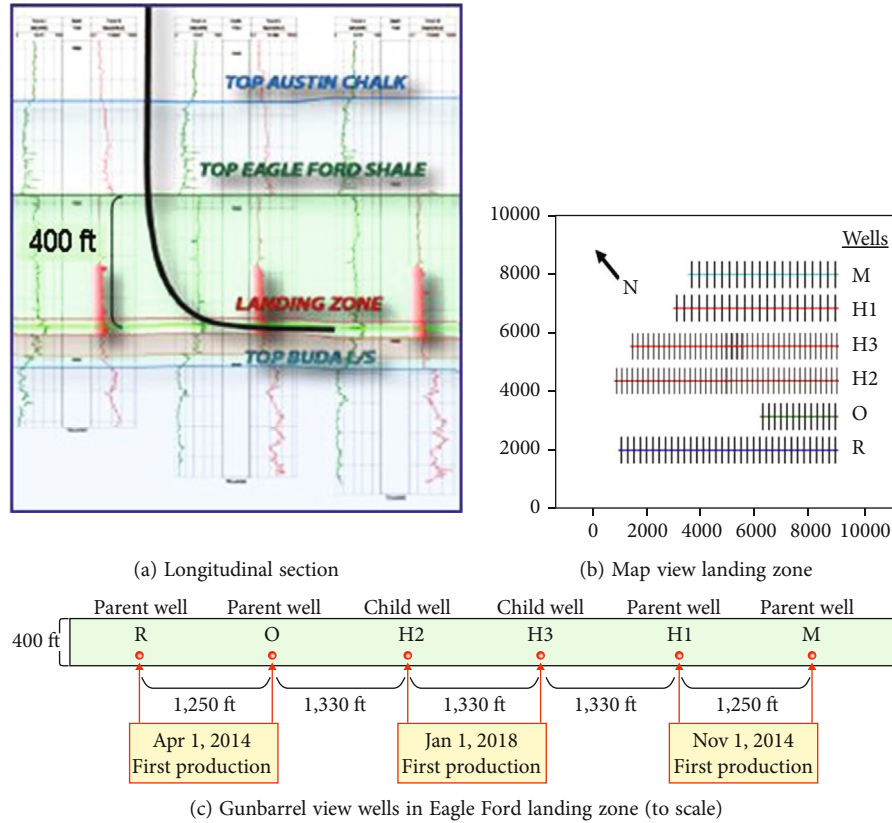 TOP AUSTIN CHALK
TOP EAGLE FORD SHALE
400 ft
LANDING ZONE
TOP BUDA L/S
(a) Longitudinal section
10000
8000
6000
4000
2000
0
0 2000 4000 6000 8000 10000
N
Wells
M
H1
H3
H2
O
R
(b) Map view landing zone
Parent well Parent well Child well Child well Parent well Parent well
R O H2 H3 H1 M
400 ft
1,250 ft 1,330 ft 1,330 ft 1,330 ft 1,250 ft
Apr 1, 2014
First production
Jan 1, 2018
First production
Nov 1, 2014
First production
(c) Gunbarrel view wells in Eagle Ford landing zone (to scale)